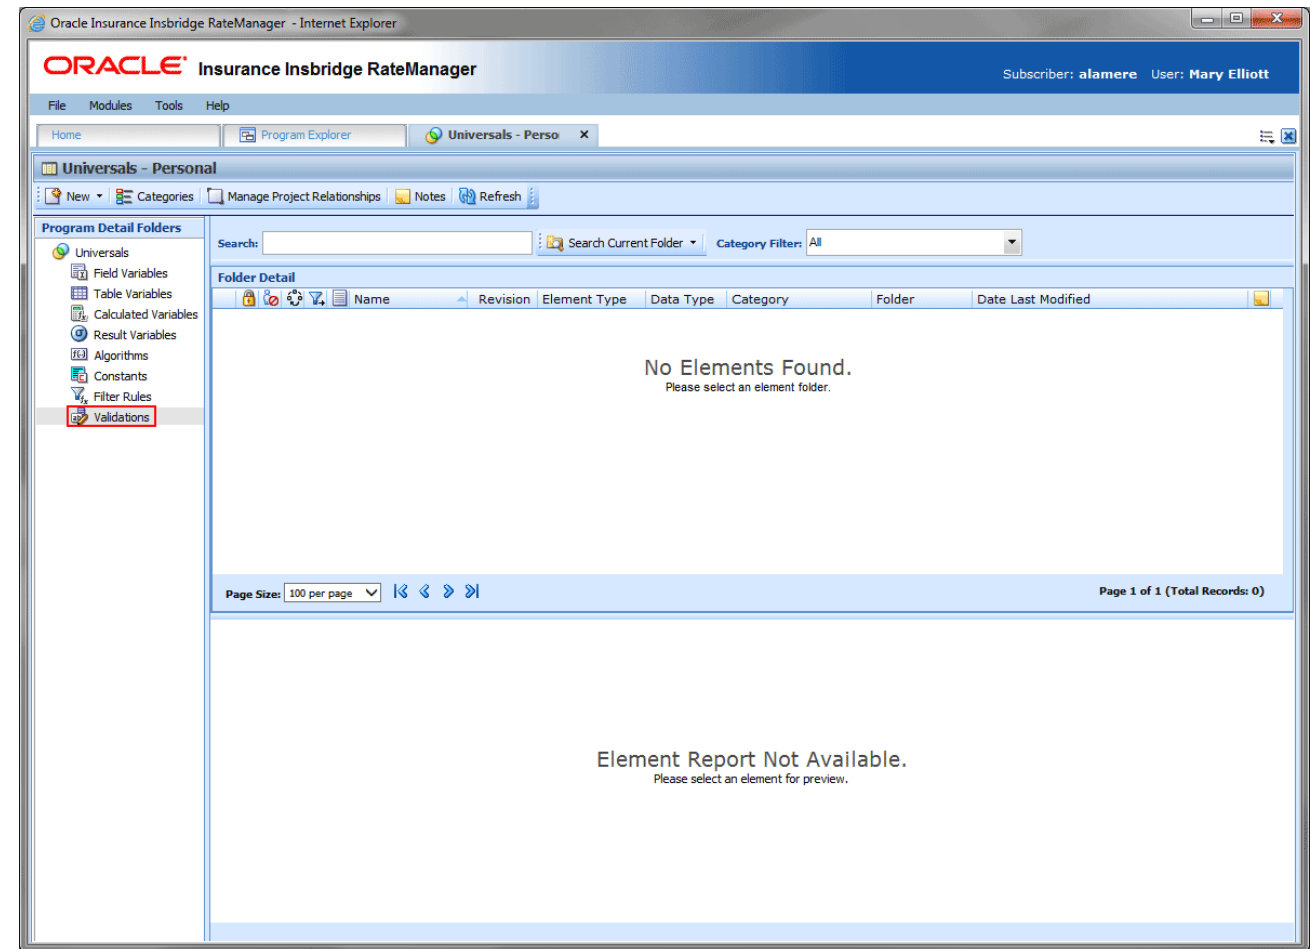 Oracle Insurance Insbridge RateManager - Internet Explorer
ORACLE Insurance Insbridge RateManager
Subscriber: alamere User: Mary Elliott
File Modules Tools Help
Home Program Explorer Universals - Perso x
Universals - Personal
New Categories Manage Project Relationships Notes Refresh
Program Detail Folders
Universals
Field Variables
Table Variables
Calculated Variables
Result Variables
Algorithms
Constants
Filter Rules
Validations
Search: Search Current Folder Category Filter: All
Folder Detail
Name Revision Element Type Data Type Category Folder Date Last Modified
No Elements Found.
Please select an element folder.
Page Size: 100 per page Page 1 of 1 (Total Records: 0)
Element Report Not Available.
Please select an element for preview.